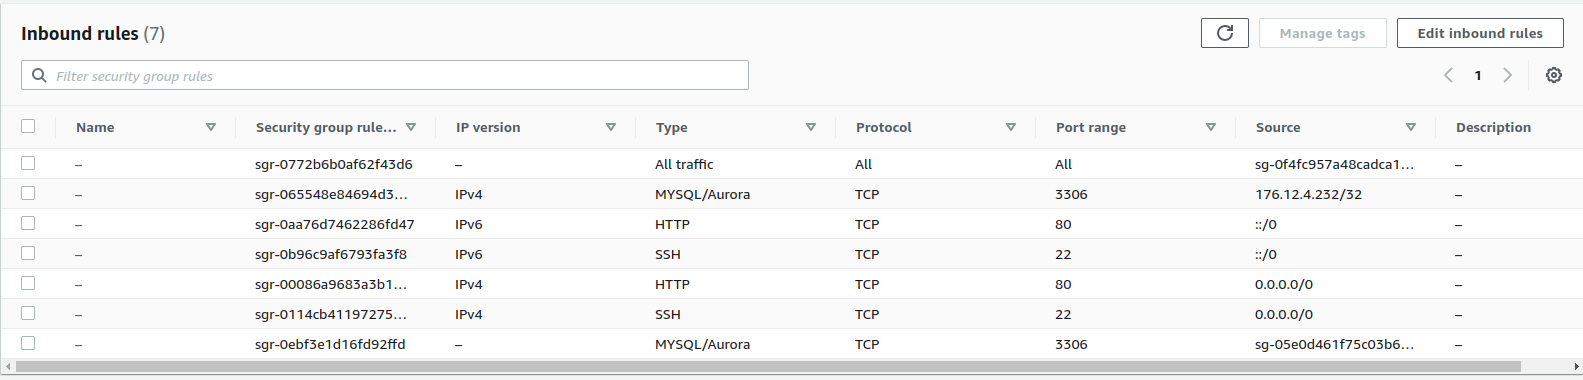 Inbound rules (7)
Manage tags
Edit inbound rules
Filter security group rules
1
Name Security group rule... IP version Type Protocol Port range Source Description
– sgr-0772b6b0af62f43d6 – All traffic All All sg-0f4fc957a48cadca1... –
– sgr-065548e84694d3... IPv4 MYSQL/Aurora TCP 3306 176.12.4.232/32 –
– sgr-0aa76d7462286fd47 IPv6 HTTP TCP 80 ::/0 –
– sgr-0b96c9af6793fa3f8 IPv6 SSH TCP 22 ::/0 –
– sgr-00086a9683a3b1... IPv4 HTTP TCP 80 0.0.0.0/0 –
– sgr-0114cb41197275... IPv4 SSH TCP 22 0.0.0.0/0 –
– sgr-0ebf3e1d16fd92ffd – MYSQL/Aurora TCP 3306 sg-05e0d461f75c03b6... –